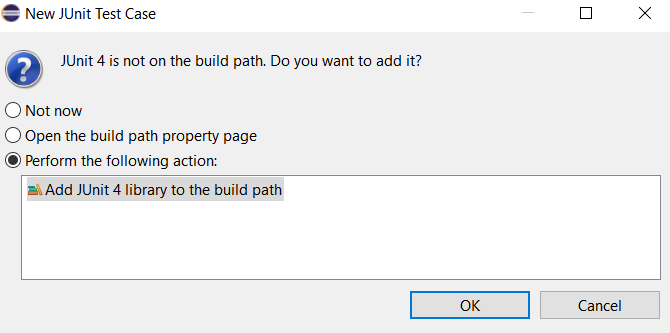 New JUnit Test Case
JUnit 4 is not on the build path. Do you want to add it?
Not now
Open the build path property page
Perform the following action:
Add JUnit 4 library to the build path
OK
Cancel